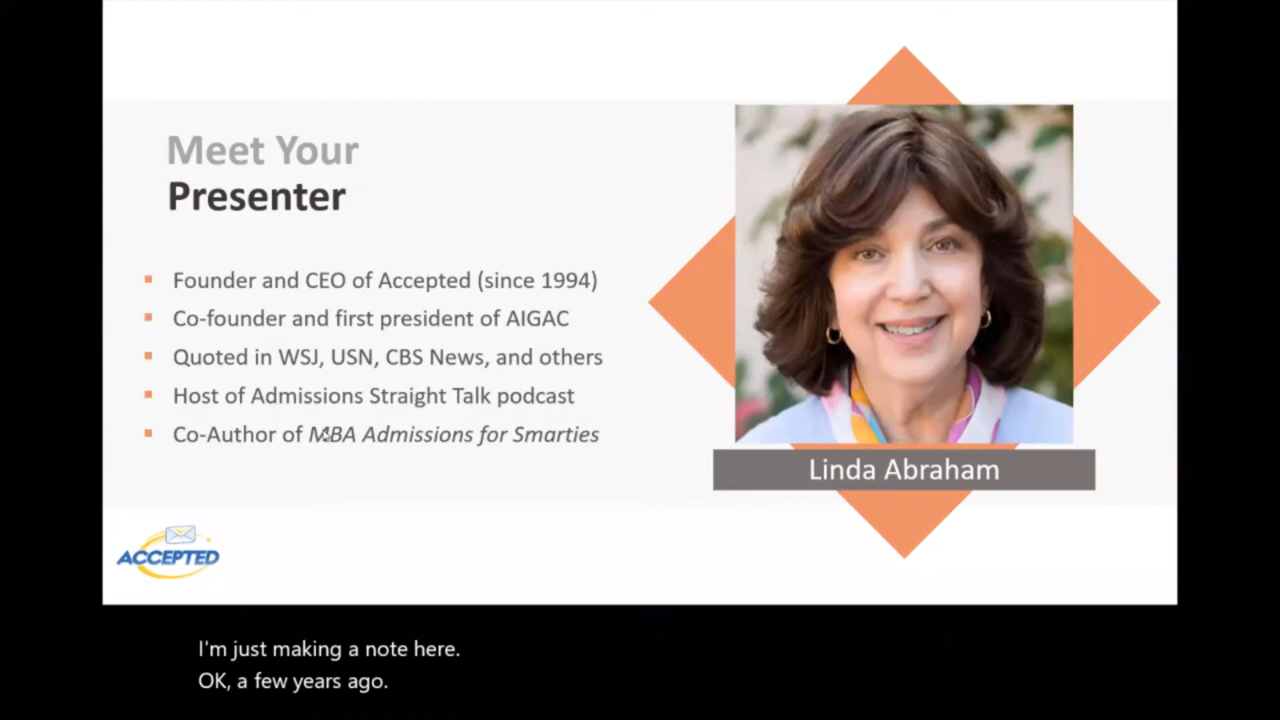 Meet Your
Presenter
Founder and CEO of Accepted (since 1994)
Co-founder and first president of AIGAC
Quoted in WSJ, USN, CBS News, and others
Host of Admissions Straight Talk podcast
Co-Author of MBA Admissions for Smarties
Linda Abraham
ACCEPTED
I'm just making a note here.
OK, a few years ago.